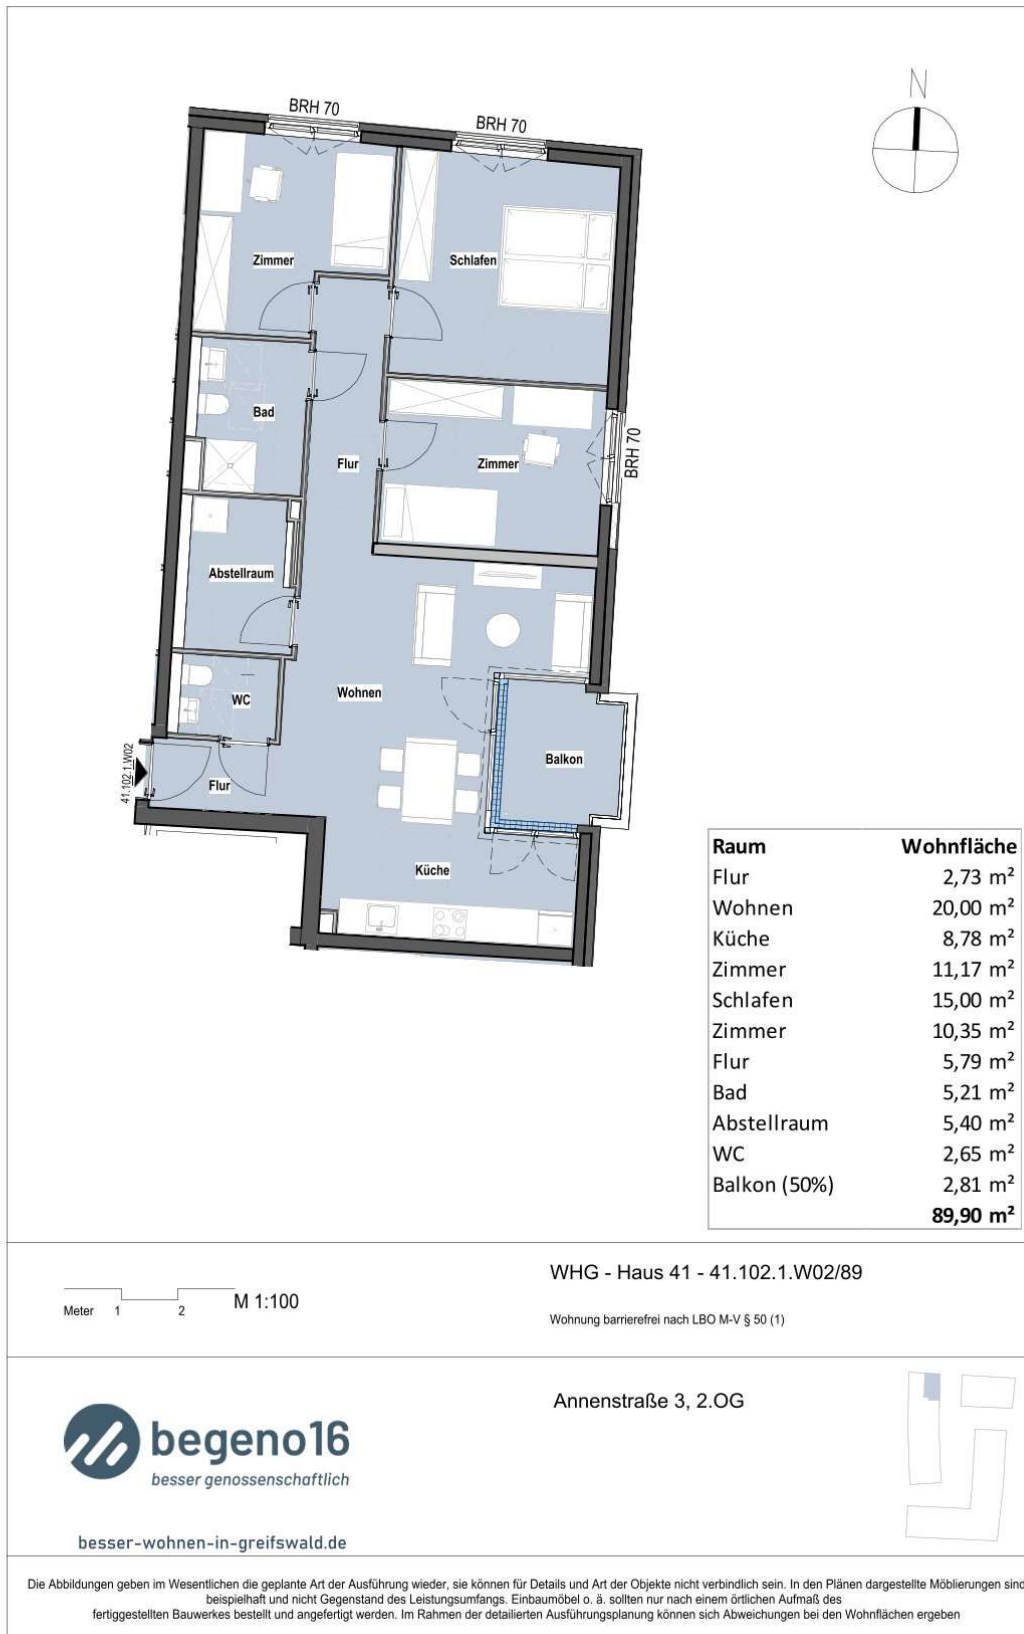 BRH 70
BRH 70
N
Zimmer
Schlafen
Bad
Flur
Zimmer
BRH 70
Abstellraum
WC
Wohnen
Balkon
41.102.1.W02
Flur
Küche
Raum Wohnfläche
Flur 2,73 m²
Wohnen 20,00 m²
Küche 8,78 m²
Zimmer 11,17 m²
Schlafen 15,00 m²
Zimmer 10,35 m²
Flur 5,79 m²
Bad 5,21 m²
Abstellraum 5,40 m²
WC 2,65 m²
Balkon (50%) 2,81 m²
89,90 m²
Meter 1 2 M 1:100
WHG - Haus 41 - 41.102.1.W02/89
Wohnung barrierefrei nach LBO M-V § 50 (1)
begeno16
besser genossenschaftlich
besser-wohnen-in-greifswald.de
Annenstraße 3, 2.OG
Die Abbildungen geben im Wesentlichen die geplante Art der Ausführung wieder, sie können für Details und Art der Objekte nicht verbindlich sein. In den Plänen dargestellte Möblierungen sind
beispielhaft und nicht Gegenstand des Leistungsumfangs. Einbaumöbel o. ä. sollten nur nach einem örtlichen Aufmaß des
fertiggestellten Bauwerkes bestellt und angefertigt werden. Im Rahmen der detailierten Ausführungsplanung können sich Abweichungen bei den Wohnflächen ergeben